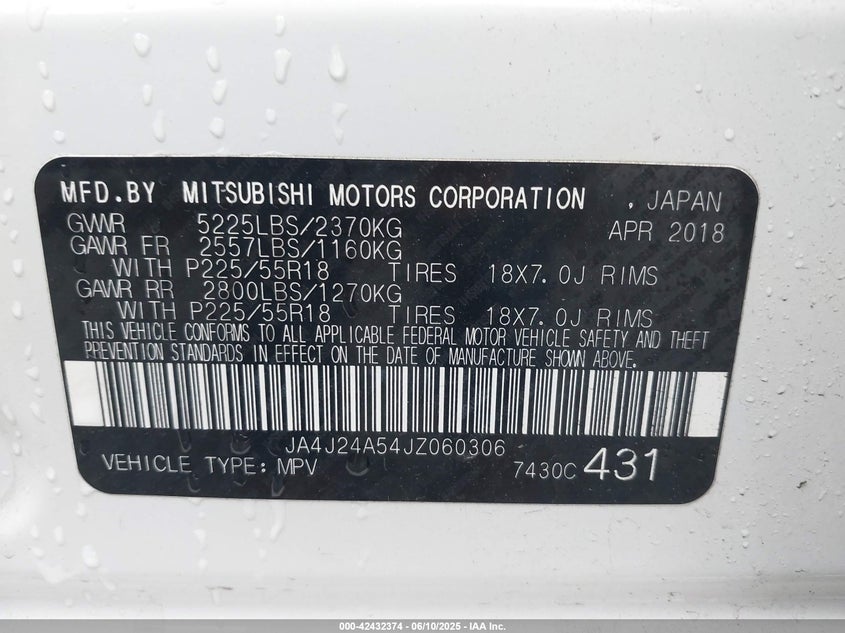 MFD.BY MITSUBISHI MOTORS CORPORATION , JAPAN
GVWR 5225LBS/2370KG APR 2018
GAWR FR 2557LBS/1160KG
WITH P225/55R18 TIRES 18X7.0J RIMS
GAWR RR 2800LBS/1270KG
WITH P225/55R18 TIRES 18X7.0J RIMS
THIS VEHICLE CONFORMS TO ALL APPLICABLE FEDERAL MOTOR VEHICLE SAFETY AND THEFT
PREVENTION STANDARDS IN EFFECT ON THE DATE OF MANUFACTURE SHOWN ABOVE.
JA4J24A54JZ060306
VEHICLE TYPE: MPV 7430C 431
000-42432374 - 06/10/2025 - IAA Inc.